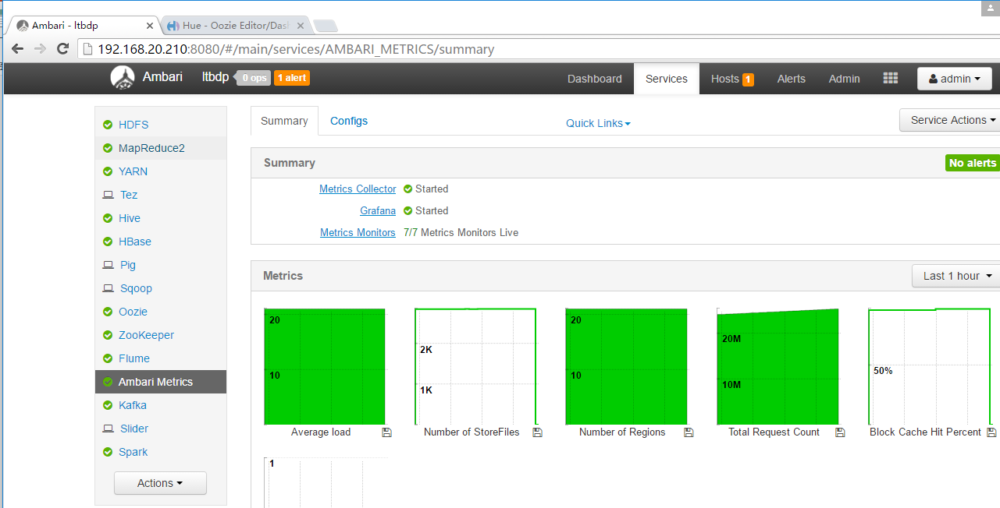 Ambari - ltbdp
Hue - Oozie Editor/Dash
192.168.20.210:8080/#/main/services/AMBARI_METRICS/summary
Ambari ltbdp 0 ops 1 alert Dashboard Services Hosts 1 Alerts Admin admin
HDFS
MapReduce2
YARN
Tez
Hive
HBase
Pig
Sqoop
Oozie
ZooKeeper
Flume
Ambari Metrics
Kafka
Slider
Spark
Actions
Summary Configs Quick Links Service Actions
Summary No alerts
Metrics Collector Started
Grafana Started
Metrics Monitors 7/7 Metrics Monitors Live
Metrics Last 1 hour
20
10
Average load
2K
1K
Number of StoreFiles
20
10
Number of Regions
20M
10M
Total Request Count
50%
Block Cache Hit Percent
1